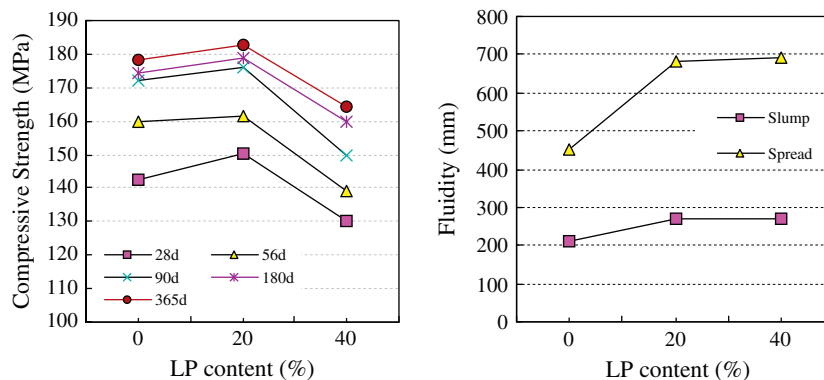 Compressive Strength (MPa)
190
180
170
160
150
140
130
120
110
100
28d
56d
90d
180d
365d
0
20
40
LP content (%)
Fluidity (mm)
800
700
600
500
400
300
200
100
0
Slump
Spread
0
20
40
LP content (%)